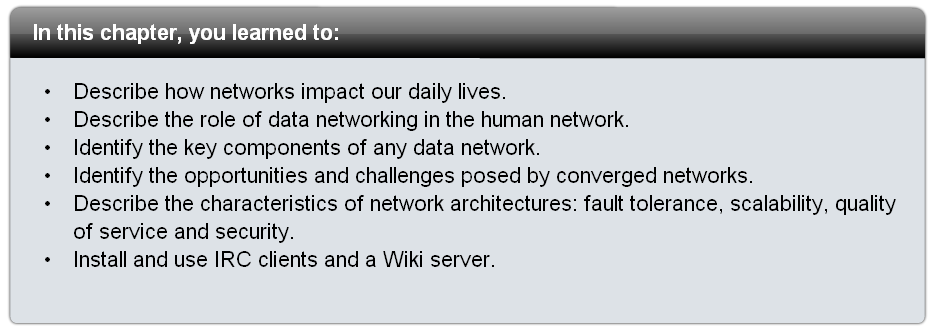 In this chapter, you learned to:
• Describe how networks impact our daily lives.
• Describe the role of data networking in the human network.
• Identify the key components of any data network.
• Identify the opportunities and challenges posed by converged networks.
• Describe the characteristics of network architectures: fault tolerance, scalability, quality
of service and security.
• Install and use IRC clients and a Wiki server.